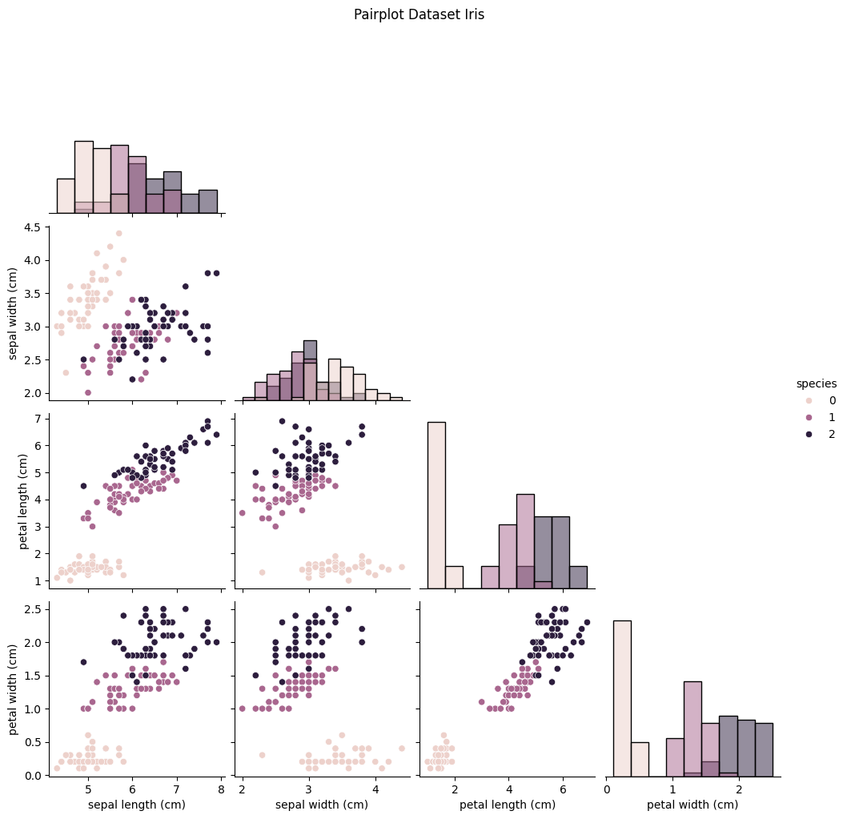 Pairplot Dataset Iris
4.5
4.0
3.5
3.0
2.5
2.0
sepal width (cm)
species
0
1
2
7
6
5
4
3
2
1
petal length (cm)
2.5
2.0
1.5
1.0
0.5
0.0
petal width (cm)
5 6 7 8
2 3 4
2 4 6
0 1 2
sepal length (cm)
sepal width (cm)
petal length (cm)
petal width (cm)